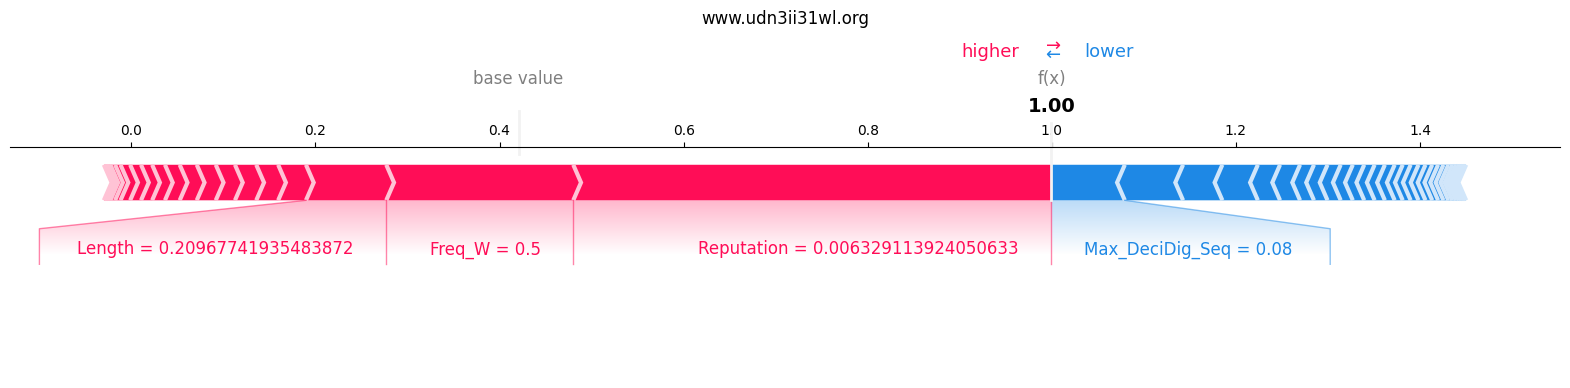 www.udn3ii31wl.org
higher ⇄ lower
base value f(x)
1.00
0.0 0.2 0.4 0.6 0.8 1.0 1.2 1.4
Length = 0.20967741935483872 Freq_W = 0.5 Reputation = 0.006329113924050633 Max_DeciDig_Seq = 0.08